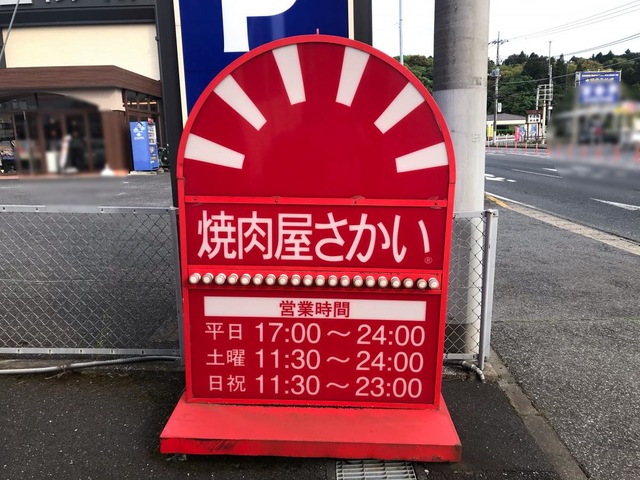 P
焼肉屋さかい®
営業時間
平日 17:00～24:00
土曜 11:30～24:00
日祝 11:30～23:00